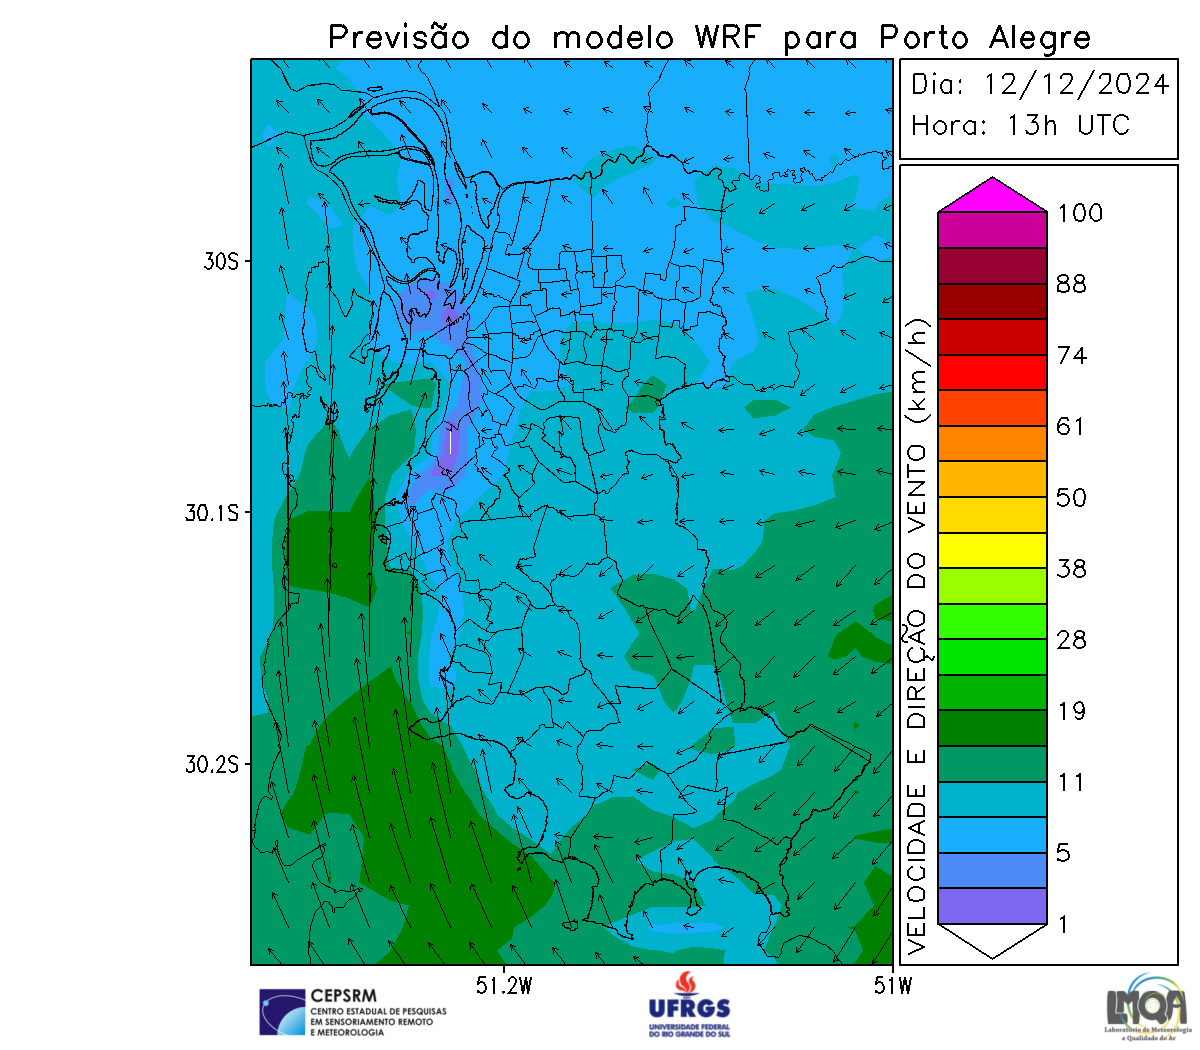 Previsão do modelo WRF para Porto Alegre
Dia: 12/12/2024
Hora: 13h UTC
VELOCIDADE E DIREÇÃO DO VENTO (km/h)
100
88
74
61
50
38
28
19
11
5
1
30S
30.1S
30.2S
51.2W
51W
CEPSRM
CENTRO ESTADUAL DE PESQUISAS
EM SENSORIAMENTO REMOTO
E METEOROLOGIA
UFRGS
UNIVERSIDADE FEDERAL
DO RIO GRANDE DO SUL
LMQA
Laboratório de Meteorologia
e Qualidade do Ar